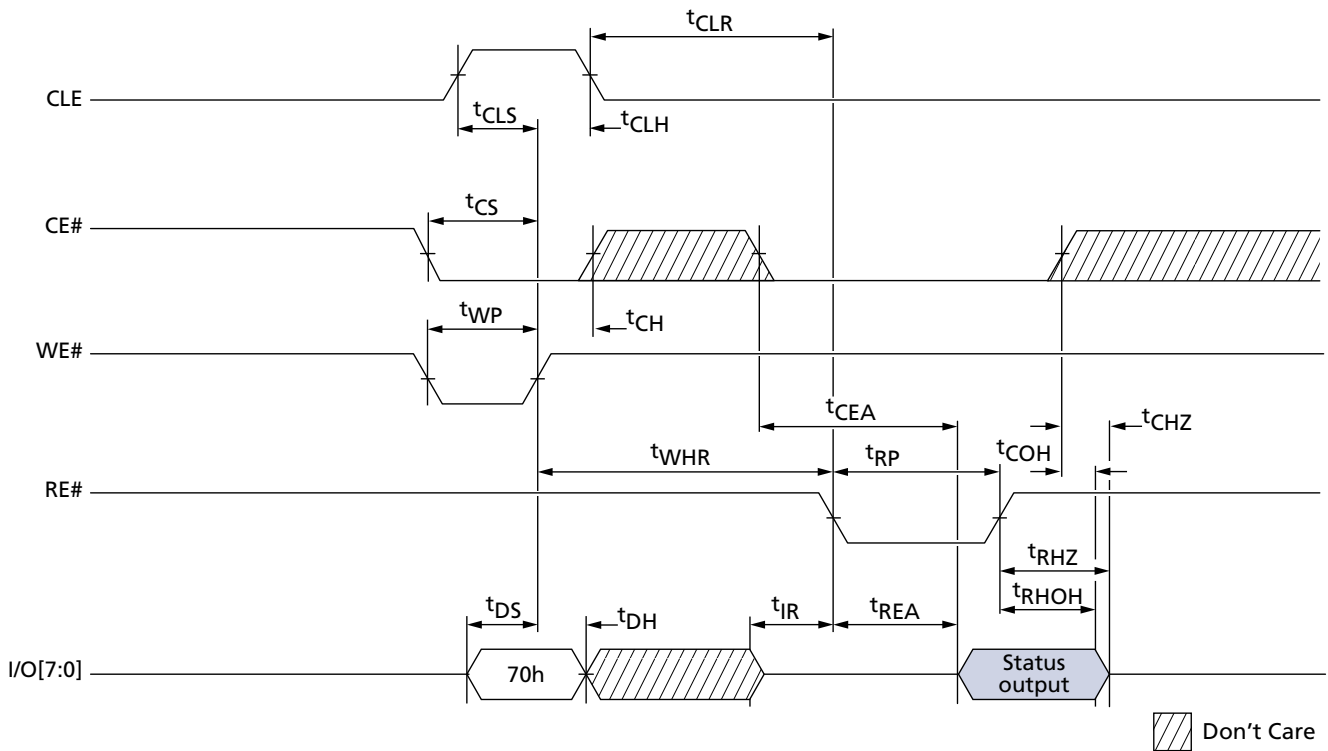 tCLR
CLE
tCLS
tCLH
tCS
CE#
tWP
tCH
WE#
tCEA
tCHZ
tWHR
tRP
tCOH
RE#
tRHZ
tRHOH
tDS
tDH
tIR
tREA
I/O[7:0]
70h
Status
output
Don't Care